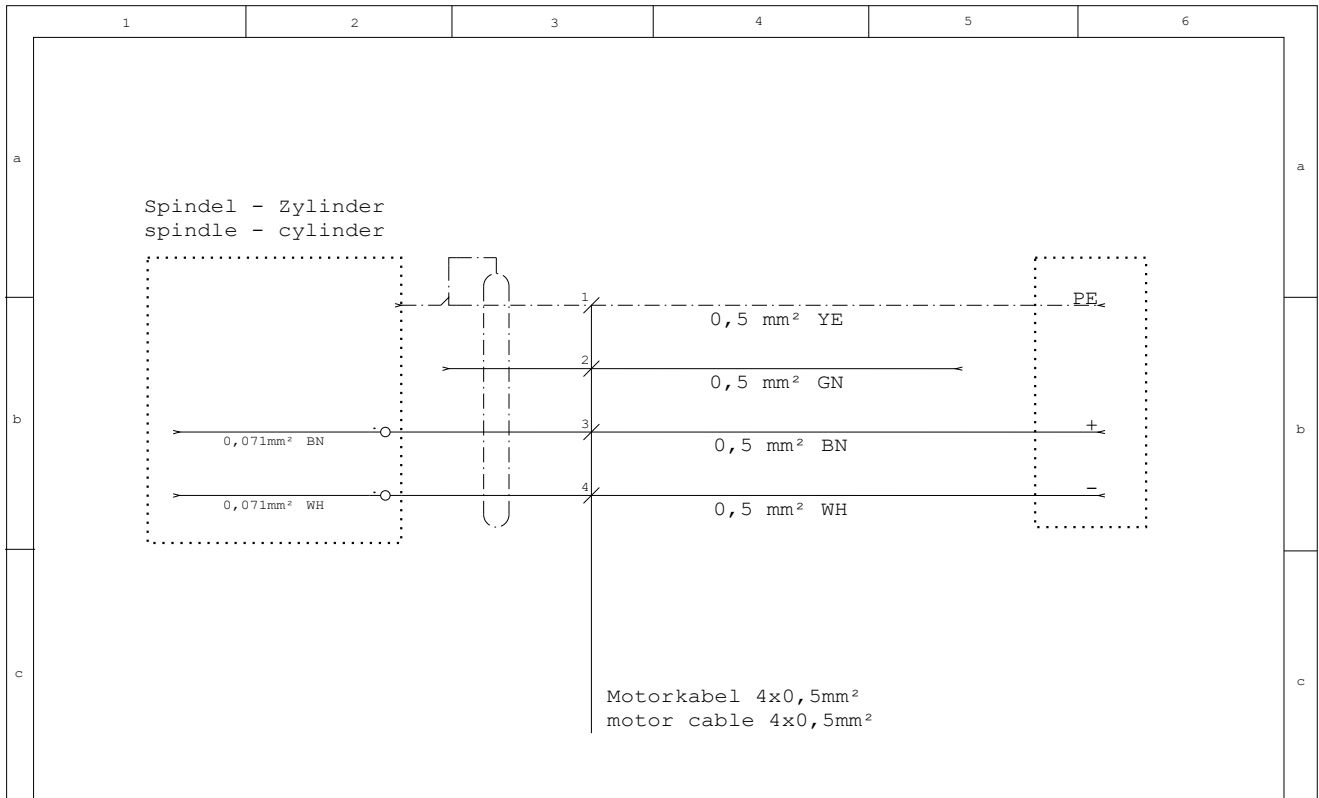 1 2 3 4 5 6
a a
Spindel - Zylinder
spindle - cylinder
1 PE
0,5 mm² YE
2
0,5 mm² GN
b b
3 +
0,071mm² BN 0,5 mm² BN
4 -
0,071mm² WH 0,5 mm² WH
c c
Motorkabel 4x0,5mm²
motor cable 4x0,5mm²